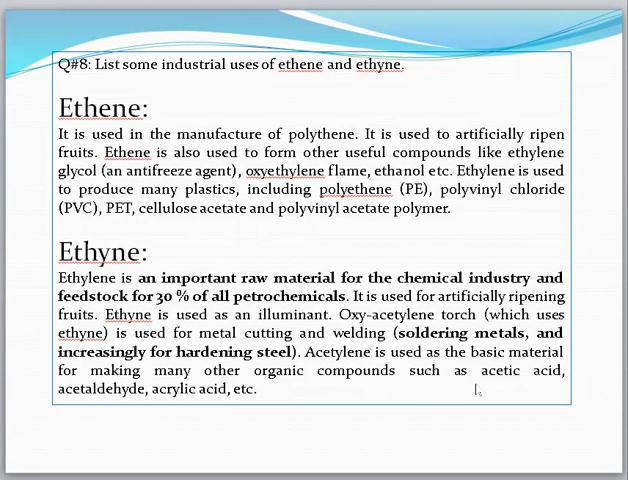 Q#8: List some industrial uses of ethene and ethyne.
Ethene:
It is used in the manufacture of polythene. It is used to artificially ripen
fruits. Ethene is also used to form other useful compounds like ethylene
glycol (an antifreeze agent), oxyethylene flame, ethanol etc. Ethylene is used
to produce many plastics, including polyethene (PE), polyvinyl chloride
(PVC), PET, cellulose acetate and polyvinyl acetate polymer.
Ethyne:
Ethylene is an important raw material for the chemical industry and
feedstock for 30 % of all petrochemicals. It is used for artificially ripening
fruits. Ethyne is used as an illuminant. Oxy-acetylene torch (which uses
ethyne) is used for metal cutting and welding (soldering metals, and
increasingly for hardening steel). Acetylene is used as the basic material
for making many other organic compounds such as acetic acid,
acetaldehyde, acrylic acid, etc.